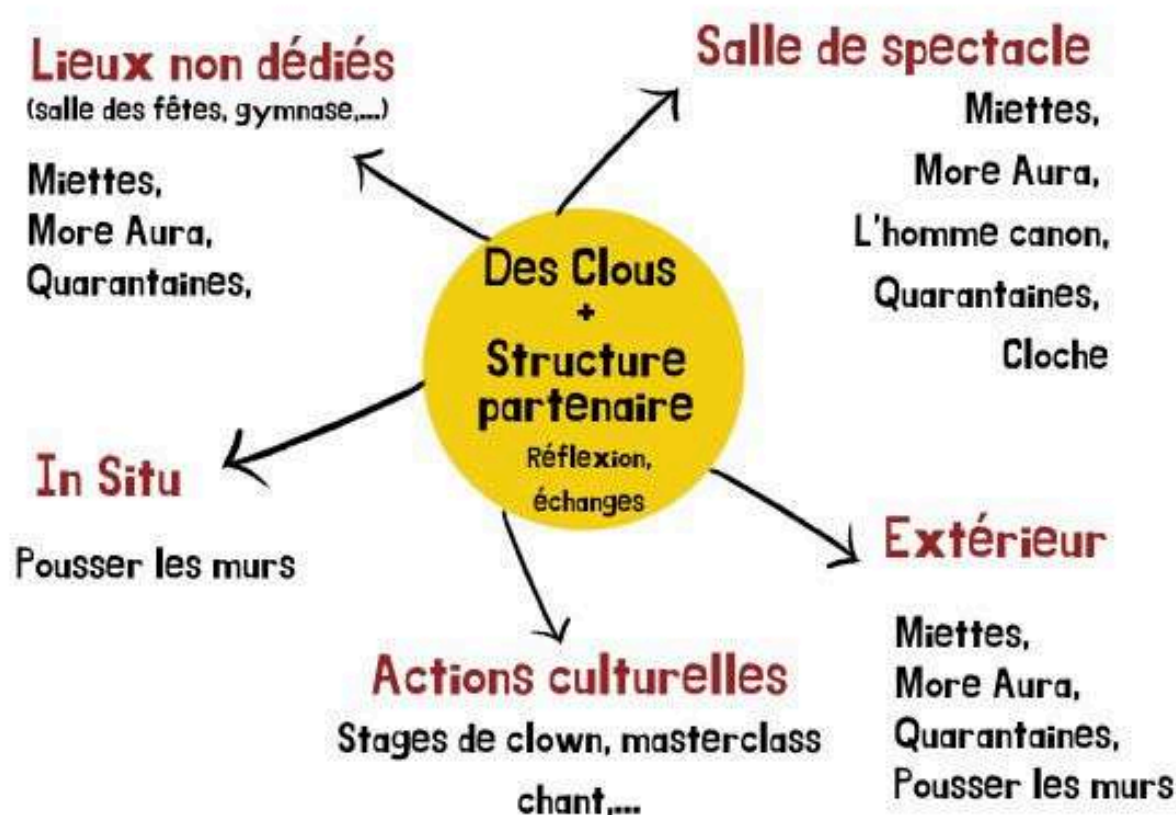 Lieux non dédiés
(salle des fêtes, gymnase,...)
Miettes,
More Aura,
Quarantaines,
Salle de spectacle
Miettes,
More Aura,
L'homme canon,
Quarantaines,
Cloche
Des Clous
+
Structure
partenaire
Réflexion,
échanges
In Situ
Pousser les murs
Extérieur
Miettes,
More Aura,
Quarantaines,
Pousser les murs
Actions culturelles
Stages de clown, masterclass
chant,...